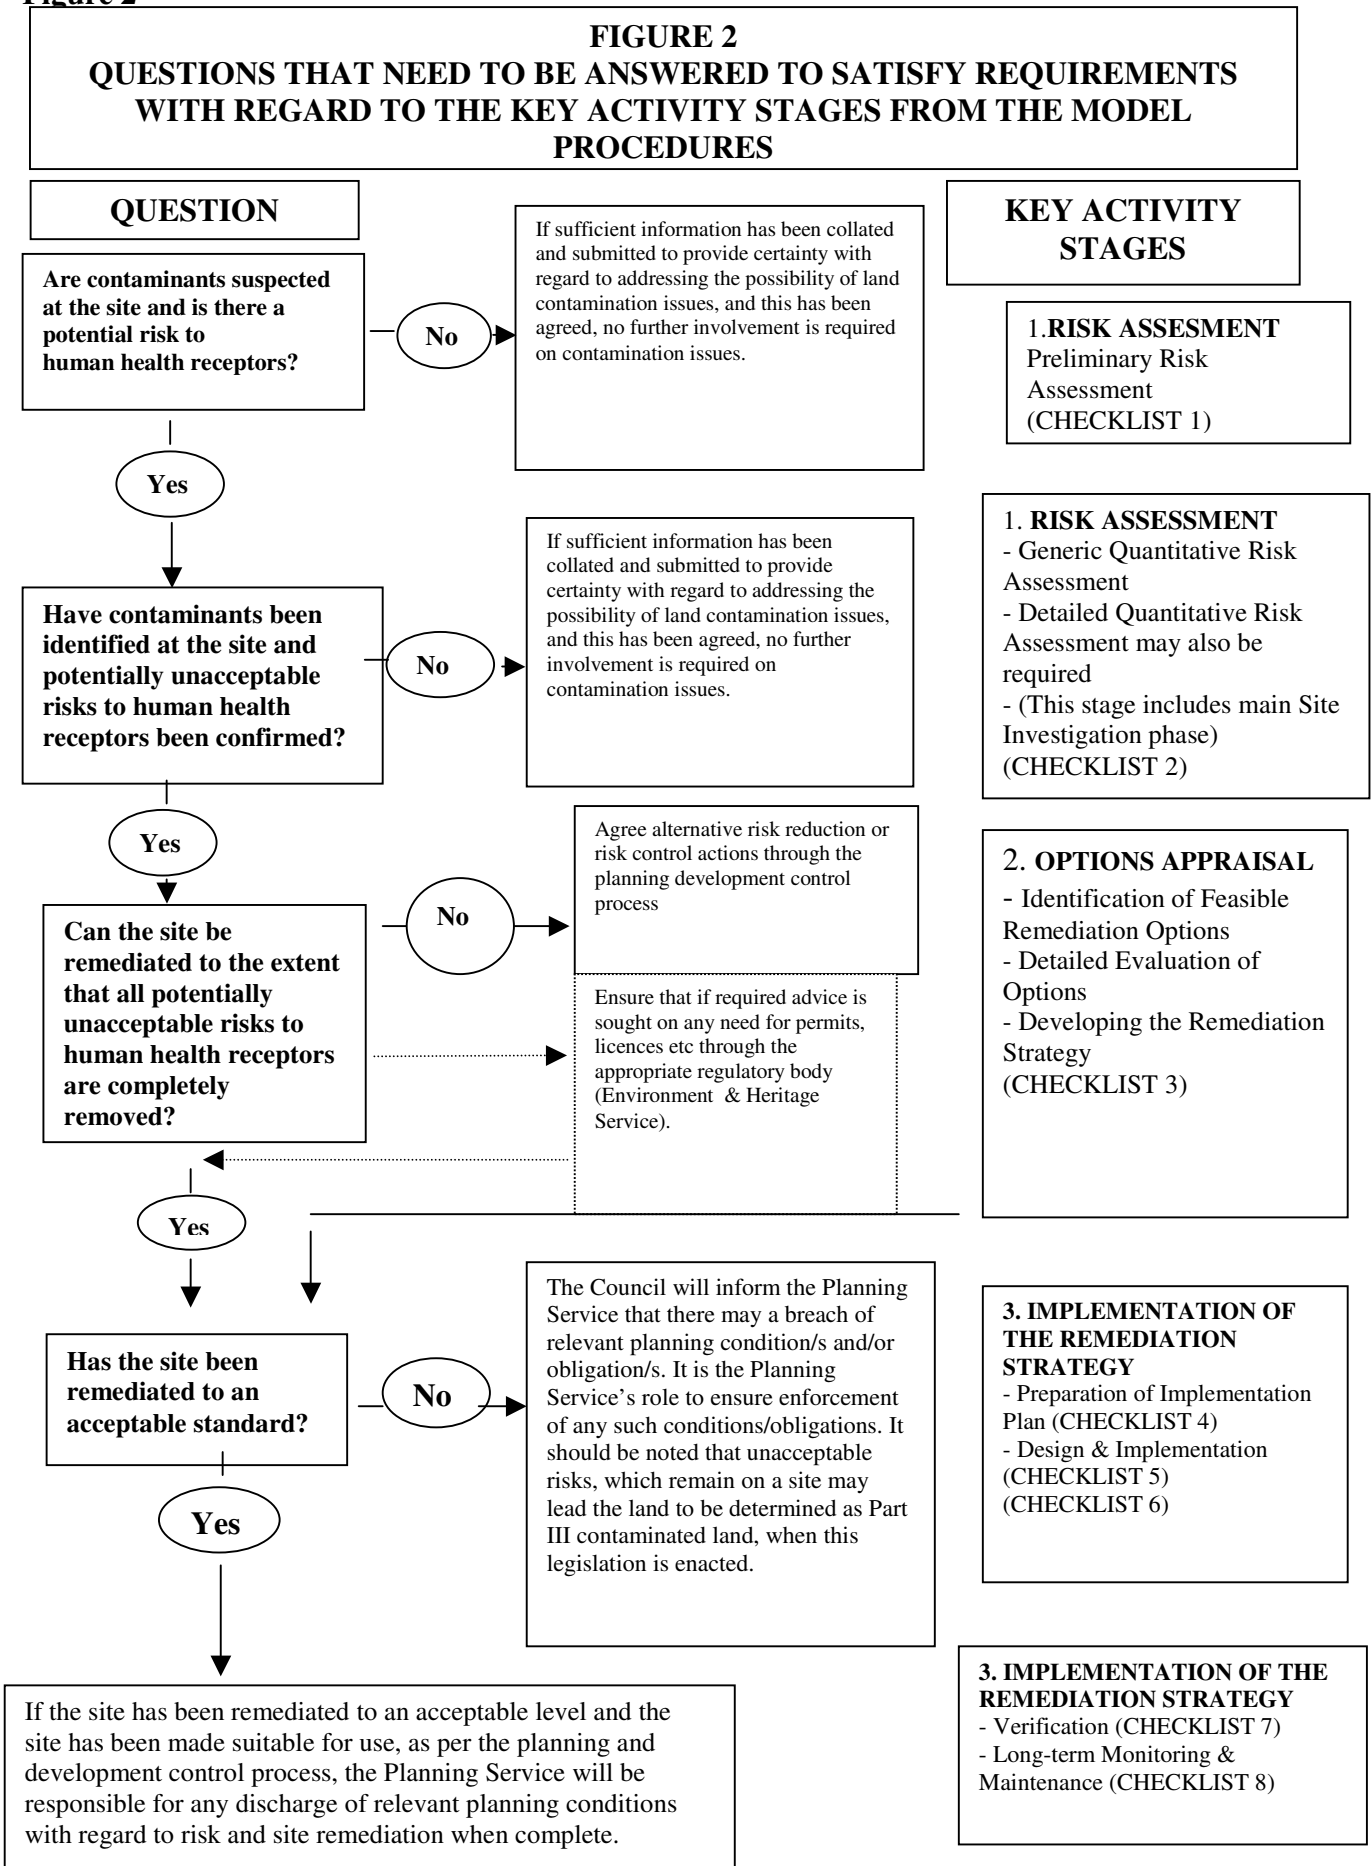 Figure 2
FIGURE 2
QUESTIONS THAT NEED TO BE ANSWERED TO SATISFY REQUIREMENTS
WITH REGARD TO THE KEY ACTIVITY STAGES FROM THE MODEL
PROCEDURES
QUESTION
KEY ACTIVITY
STAGES
Are contaminants suspected
at the site and is there a
potential risk to
human health receptors?
No
If sufficient information has been collated
and submitted to provide certainty with
regard to addressing the possibility of land
contamination issues, and this has been
agreed, no further involvement is required
on contamination issues.
1.RISK ASSESMENT
Preliminary Risk
Assessment
(CHECKLIST 1)
Yes
Have contaminants been
identified at the site and
potentially unacceptable
risks to human health
receptors been confirmed?
No
If sufficient information has been
collated and submitted to provide
certainty with regard to addressing the
possibility of land contamination issues,
and this has been agreed, no further
involvement is required on
contamination issues.
1. RISK ASSESSMENT
- Generic Quantitative Risk
Assessment
- Detailed Quantitative Risk
Assessment may also be
required
- (This stage includes main Site
Investigation phase)
(CHECKLIST 2)
Yes
Can the site be
remediated to the extent
that all potentially
unacceptable risks to
human health receptors
are completely
removed?
No
Agree alternative risk reduction or
risk control actions through the
planning development control
process
Ensure that if required advice is
sought on any need for permits,
licences etc through the
appropriate regulatory body
(Environment & Heritage
Service).
2. OPTIONS APPRAISAL
- Identification of Feasible
Remediation Options
- Detailed Evaluation of
Options
- Developing the Remediation
Strategy
(CHECKLIST 3)
Yes
Has the site been
remediated to an
acceptable standard?
No
The Council will inform the Planning
Service that there may a breach of
relevant planning condition/s and/or
obligation/s. It is the Planning
Service's role to ensure enforcement
of any such conditions/obligations. It
should be noted that unacceptable
risks, which remain on a site may
lead the land to be determined as Part
III contaminated land, when this
legislation is enacted.
3. IMPLEMENTATION OF
THE REMEDIATION
STRATEGY
- Preparation of Implementation
Plan (CHECKLIST 4)
- Design & Implementation
(CHECKLIST 5)
(CHECKLIST 6)
Yes
If the site has been remediated to an acceptable level and the
site has been made suitable for use, as per the planning and
development control process, the Planning Service will be
responsible for any discharge of relevant planning conditions
with regard to risk and site remediation when complete.
3. IMPLEMENTATION OF THE
REMEDIATION STRATEGY
- Verification (CHECKLIST 7)
- Long-term Monitoring &
Maintenance (CHECKLIST 8)